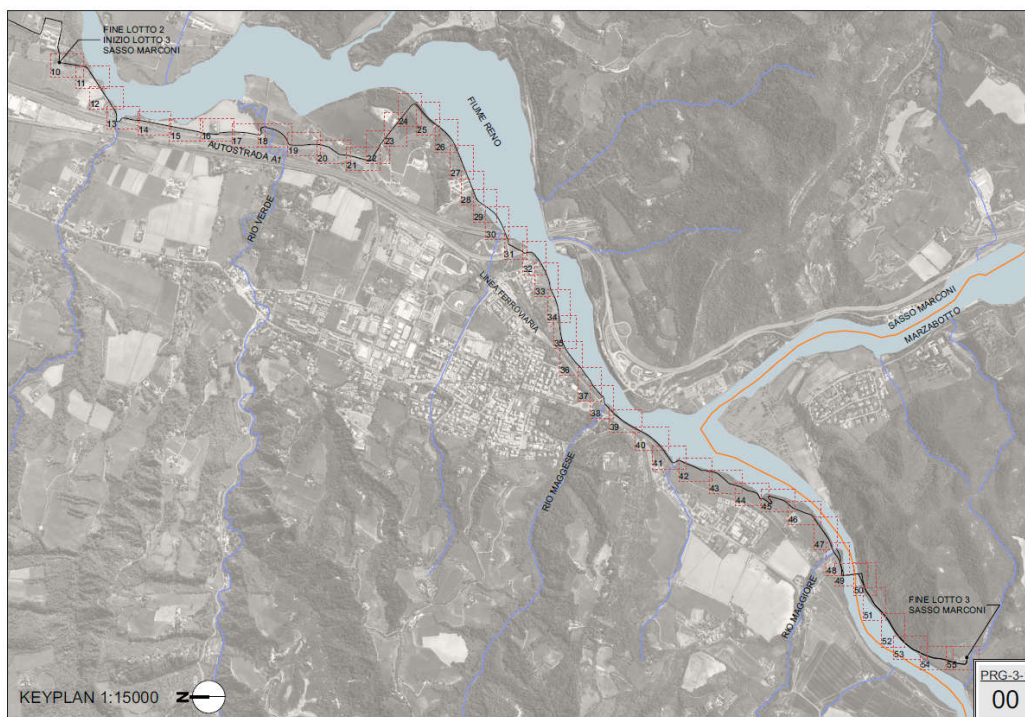 FINE LOTTO 2
INIZIO LOTTO 3
SASSO MARCONI
10
11
12
13
14
15
16
17
18
19
20
21
22
23
24
25
26
27
28
29
30
31
32
33
34
35
36
37
38
39
40
41
42
43
44
45
46
47
48
49
50
51
52
53
54
55
AUTOSTRADA A1
FIUME RENO
RIO VERDE
LINEA FERROVIARIA
SASSO MARCONI
MARZABOTTO
RIO MAGGESE
RIO MAGGIORE
FINE LOTTO 3
SASSO MARCONI
KEYPLAN 1:15000
N
PRG-3-
00